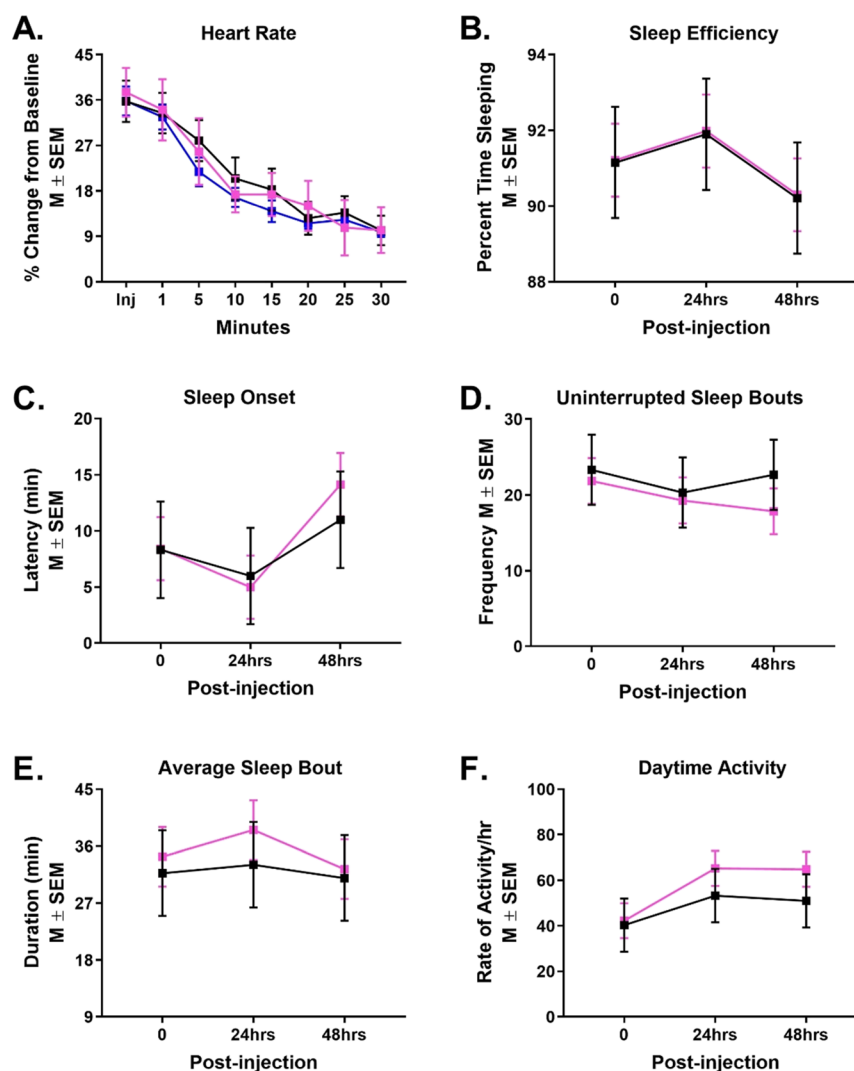 A.
Heart Rate
% Change from Baseline
M ± SEM
45
36
27
18
9
0
Inj 1 5 10 15 20 25 30
Minutes
B.
Sleep Efficiency
Percent Time Sleeping
M ± SEM
94
92
90
88
0 24hrs 48hrs
Post-injection
C.
Sleep Onset
Latency (min)
M ± SEM
20
15
10
5
0
0 24hrs 48hrs
Post-injection
D.
Uninterrupted Sleep Bouts
Frequency M ± SEM
30
20
10
0
0 24hrs 48hrs
Post-injection
E.
Average Sleep Bout
Duration (min)
M ± SEM
45
36
27
18
9
0 24hrs 48hrs
Post-injection
F.
Daytime Activity
Rate of Activity/hr
M ± SEM
100
80
60
40
20
0
0 24hrs 48hrs
Post-injection